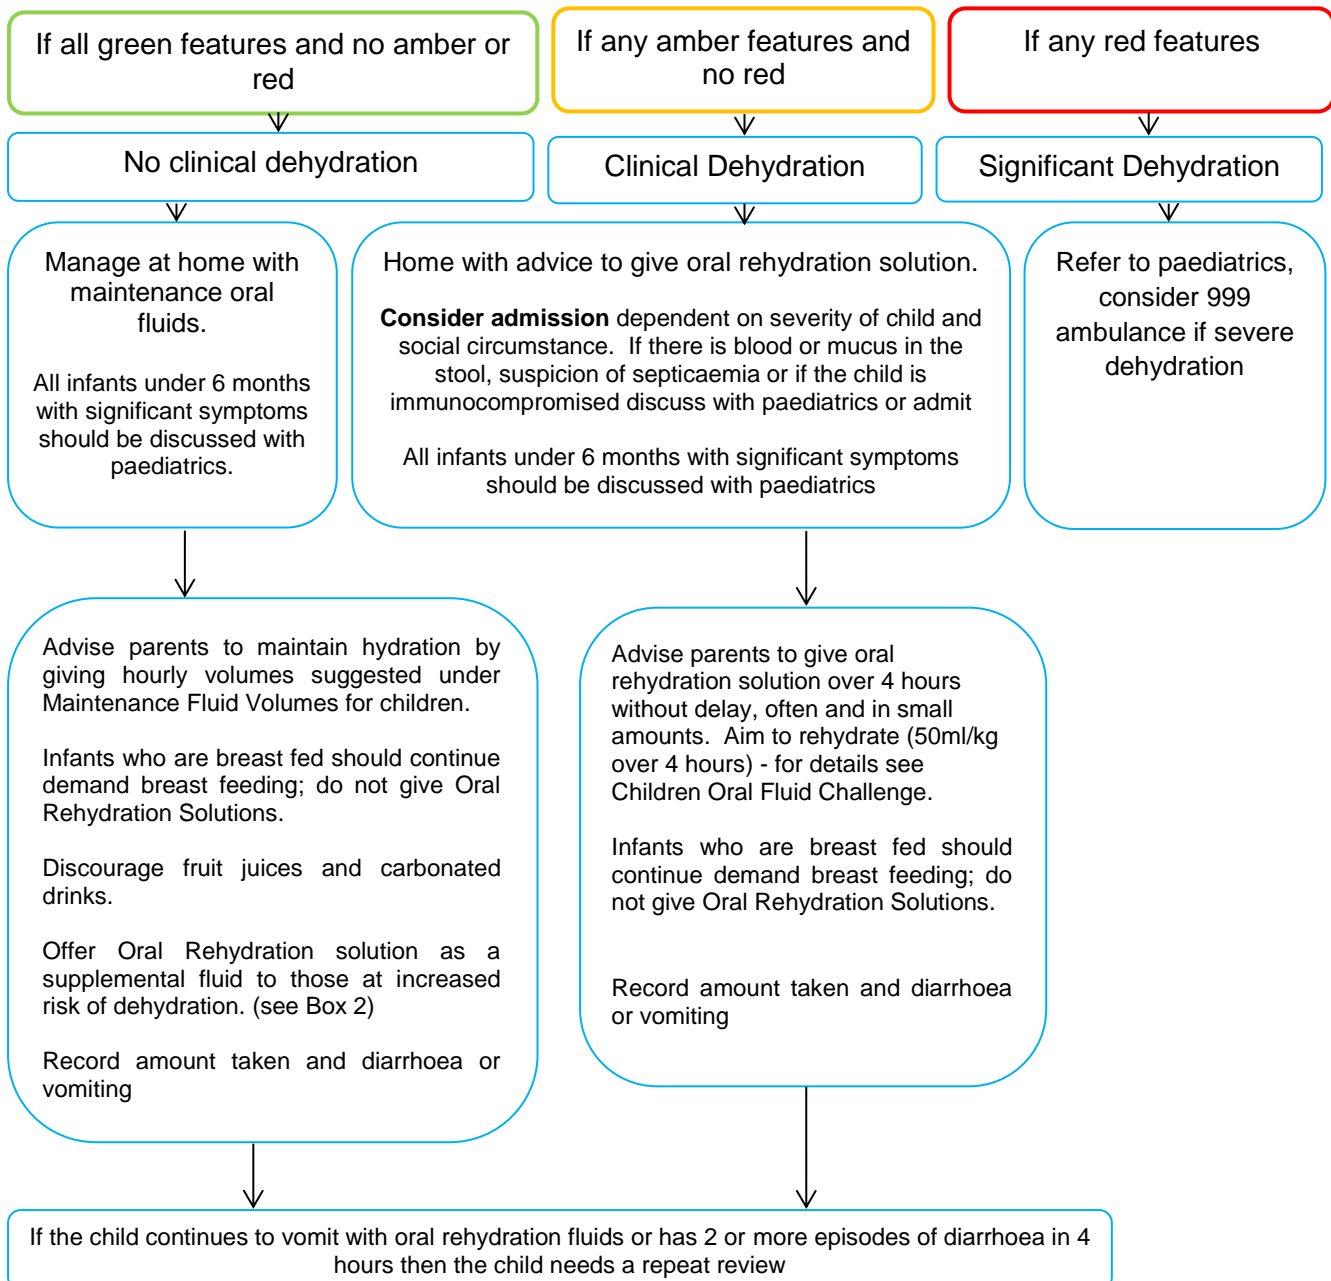 If all green features and no amber or
red
If any amber features and
no red
If any red features
No clinical dehydration
Clinical Dehydration
Significant Dehydration
Manage at home with
maintenance oral
fluids.
All infants under 6 months
with significant symptoms
should be discussed with
paediatrics.
Home with advice to give oral rehydration solution.
Consider admission dependent on severity of child and
social circumstance.  If there is blood or mucus in the
stool, suspicion of septicaemia or if the child is
immunocompromised discuss with paediatrics or admit
All infants under 6 months with significant symptoms
should be discussed with paediatrics
Refer to paediatrics,
consider 999
ambulance if severe
dehydration
Advise parents to maintain hydration by
giving hourly volumes suggested under
Maintenance Fluid Volumes for children.
Infants who are breast fed should continue
demand breast feeding; do not give Oral
Rehydration Solutions.
Discourage fruit juices and carbonated
drinks.
Offer Oral Rehydration solution as a
supplemental fluid to those at increased
risk of dehydration. (see Box 2)
Record amount taken and diarrhoea or
vomiting
Advise parents to give oral
rehydration solution over 4 hours
without delay, often and in small
amounts.  Aim to rehydrate (50ml/kg
over 4 hours) - for details see
Children Oral Fluid Challenge.
Infants who are breast fed should
continue demand breast feeding; do
not give Oral Rehydration Solutions.
Record amount taken and diarrhoea
or vomiting
If the child continues to vomit with oral rehydration fluids or has 2 or more episodes of diarrhoea in 4
hours then the child needs a repeat review